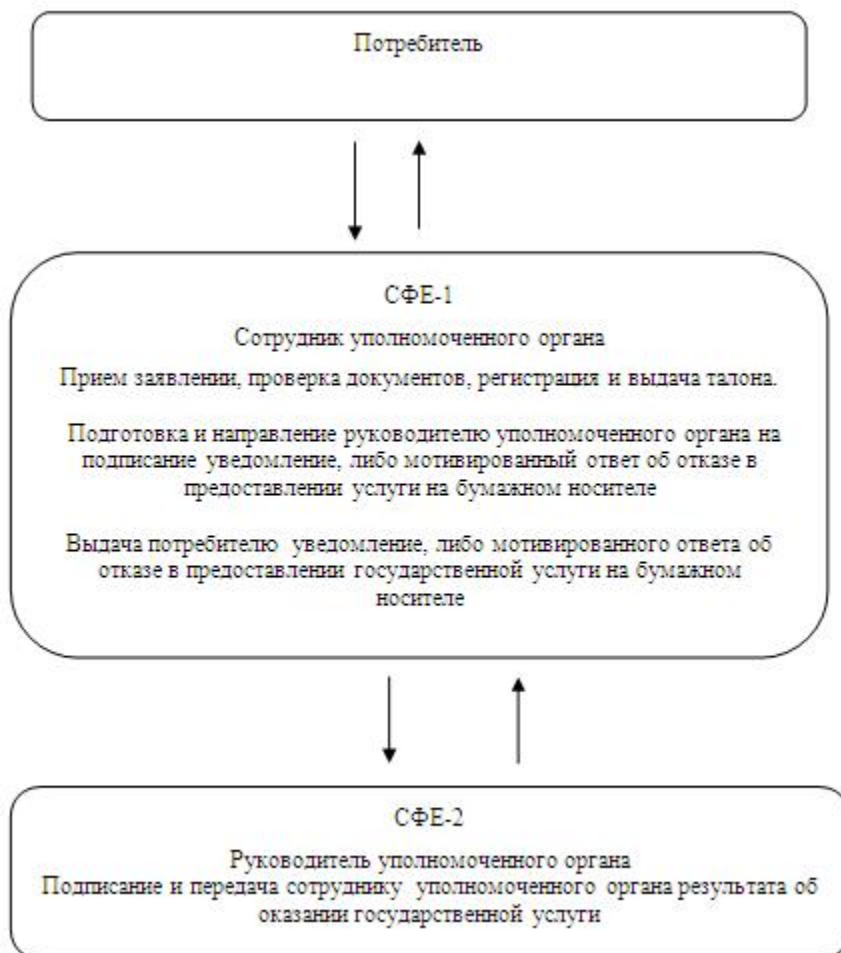 Потребитель
СФЕ-1
Сотрудник уполномоченного органа
Прием заявлении, проверка документов, регистрация и выдача талона.
Подготовка и направление руководителю уполномоченного органа на
подписание уведомление, либо мотивированный ответ об отказе в
предоставлении услуги на бумажном носителе
Выдача потребителю уведомление, либо мотивированного ответа об
отказе в предоставлении государственной услуги на бумажном
носителе
СФЕ-2
Руководитель уполномоченного органа
Подписание и передача сотруднику уполномоченного органа результата об
оказании государственной услуги